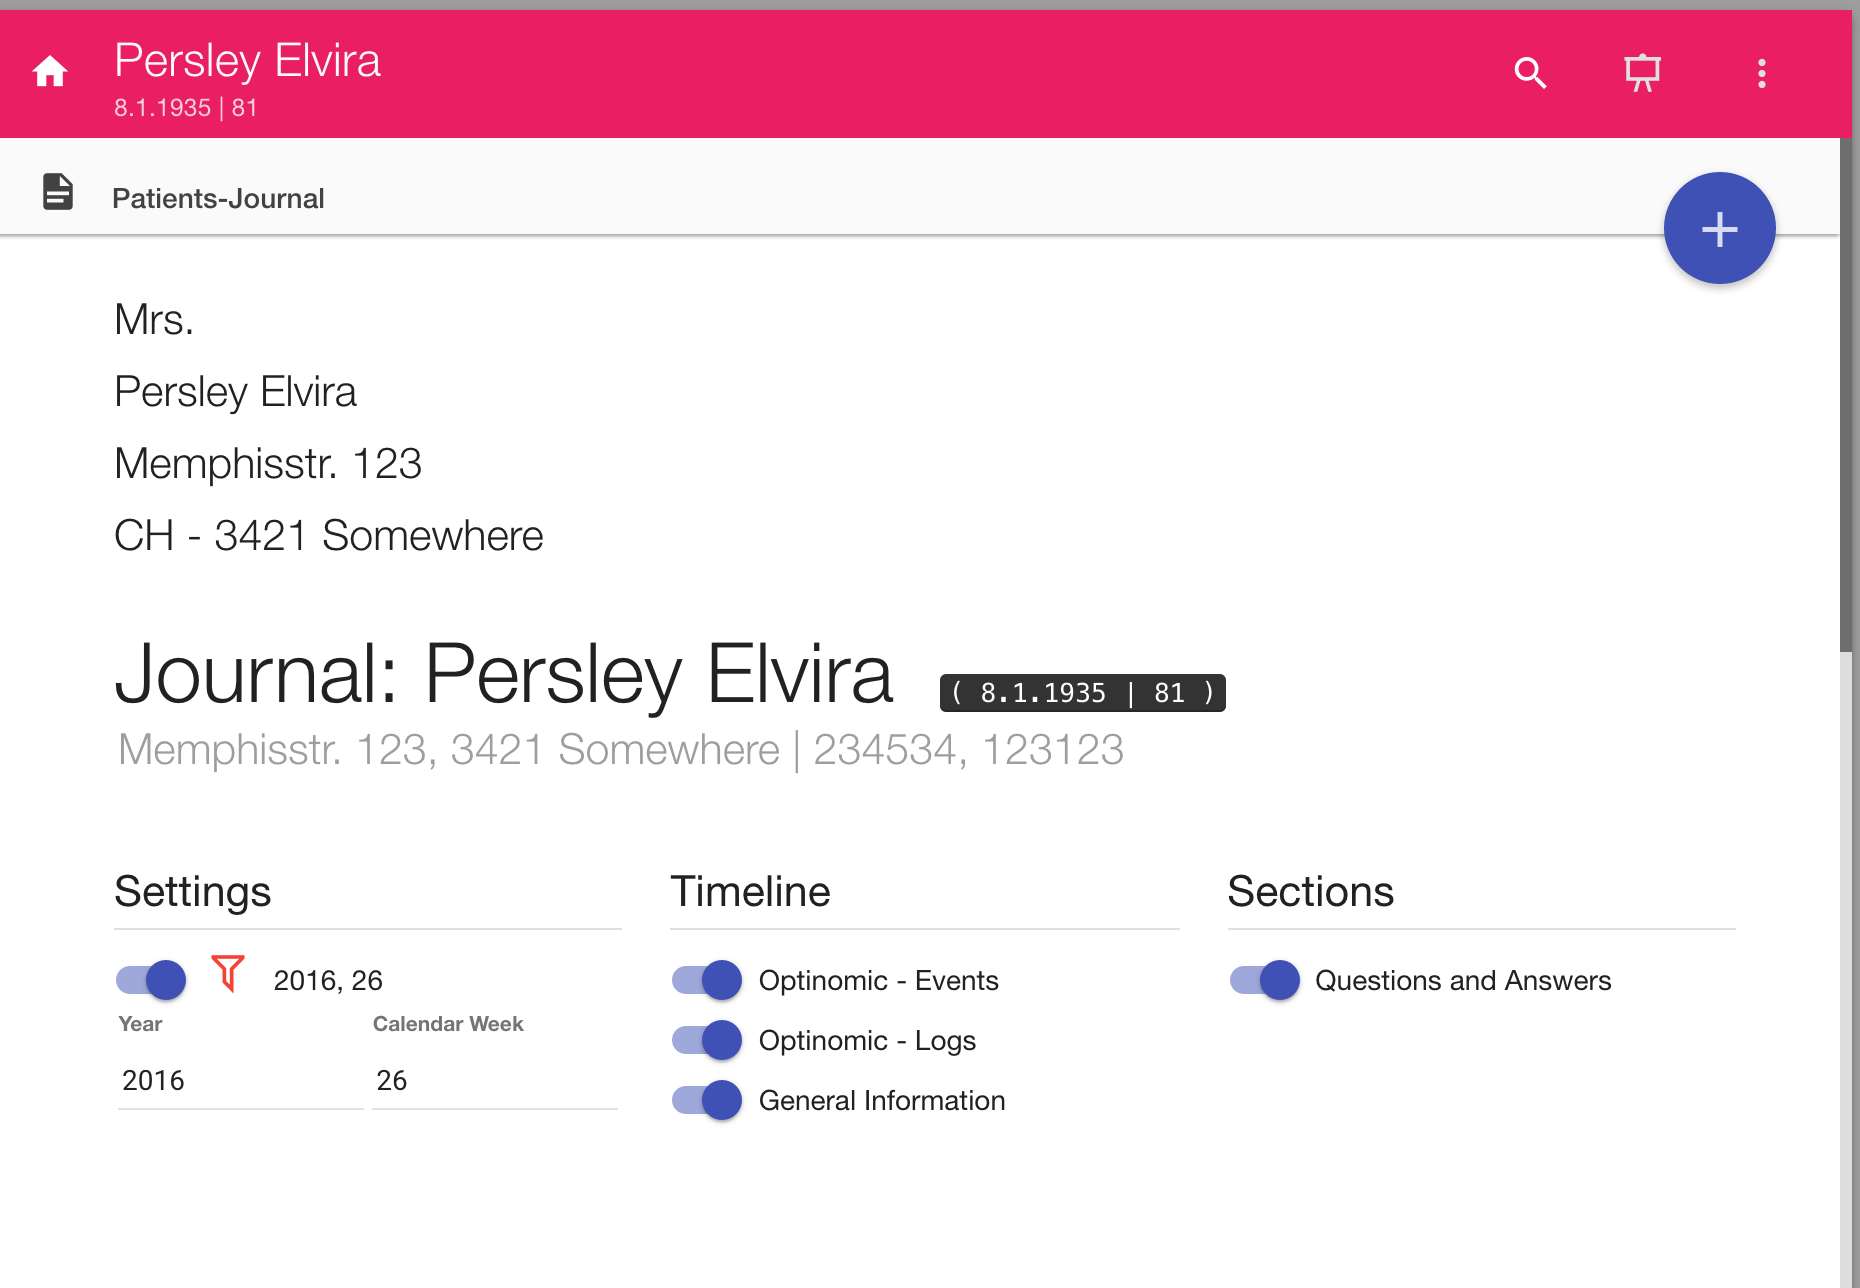 Persley Elvira
8.1.1935 | 81
Patients-Journal
Mrs.
Persley Elvira
Memphisstr. 123
CH - 3421 Somewhere
Journal: Persley Elvira ( 8.1.1935 | 81 )
Memphisstr. 123, 3421 Somewhere | 234534, 123123
Settings
2016, 26
Year Calendar Week
2016 26
Timeline
Optinomic - Events
Optinomic - Logs
General Information
Sections
Questions and Answers